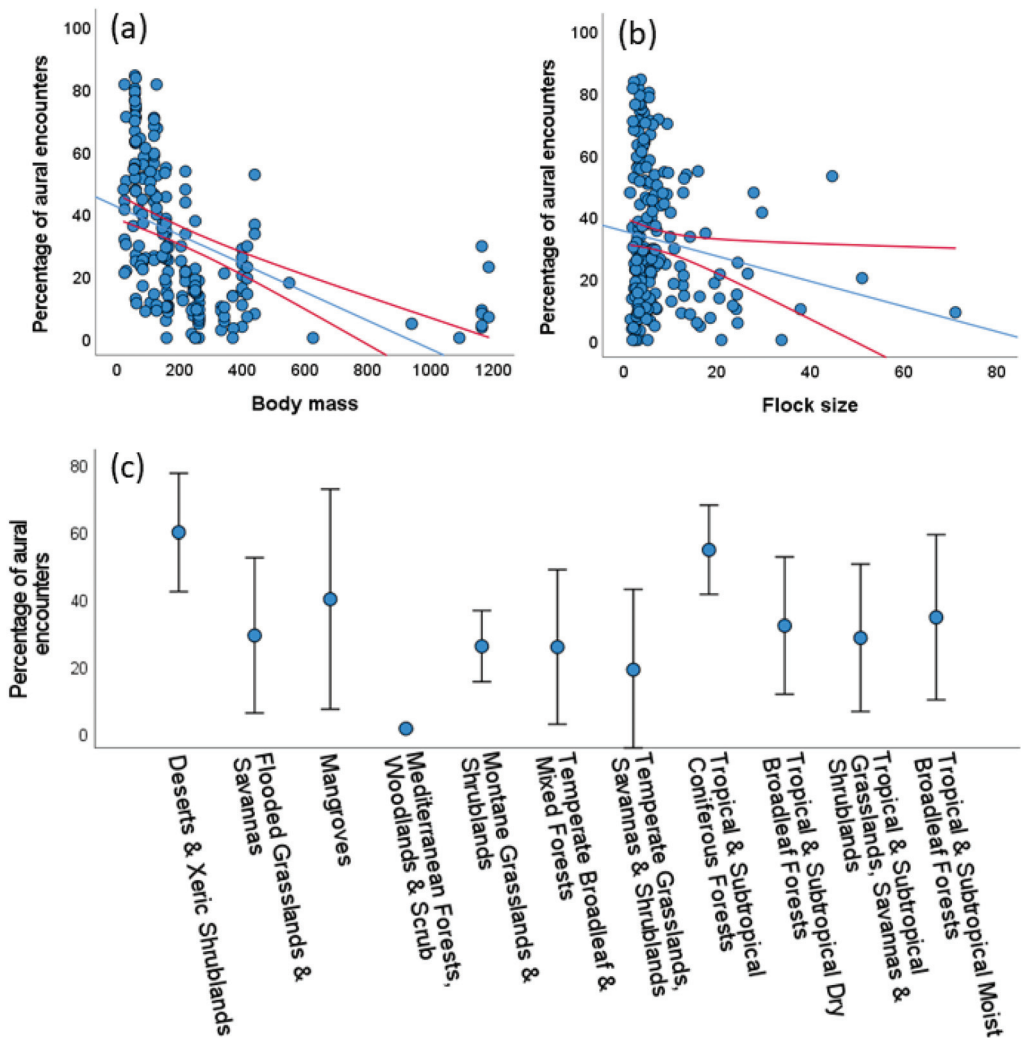 (a)
Percentage of aural encounters
100
80
60
40
20
0
0 200 400 600 800 1000 1200
Body mass
(b)
Percentage of aural encounters
100
80
60
40
20
0
0 20 40 60 80
Flock size
(c)
Percentage of aural
encounters
80
60
40
20
0
Deserts & Xeric Shrublands
Flooded Grasslands &
Savannas
Mangroves
Mediterranean Forests,
Woodlands & Scrub
Montane Grasslands &
Shrublands
Temperate Broadleaf &
Mixed Forests
Temperate Grasslands,
Savannas & Shrublands
Tropical & Subtropical
Coniferous Forests
Tropical & Subtropical Dry
Broadleaf Forests
Tropical & Subtropical
Grasslands, Savannas &
Shrublands
Tropical & Subtropical Moist
Broadleaf Forests